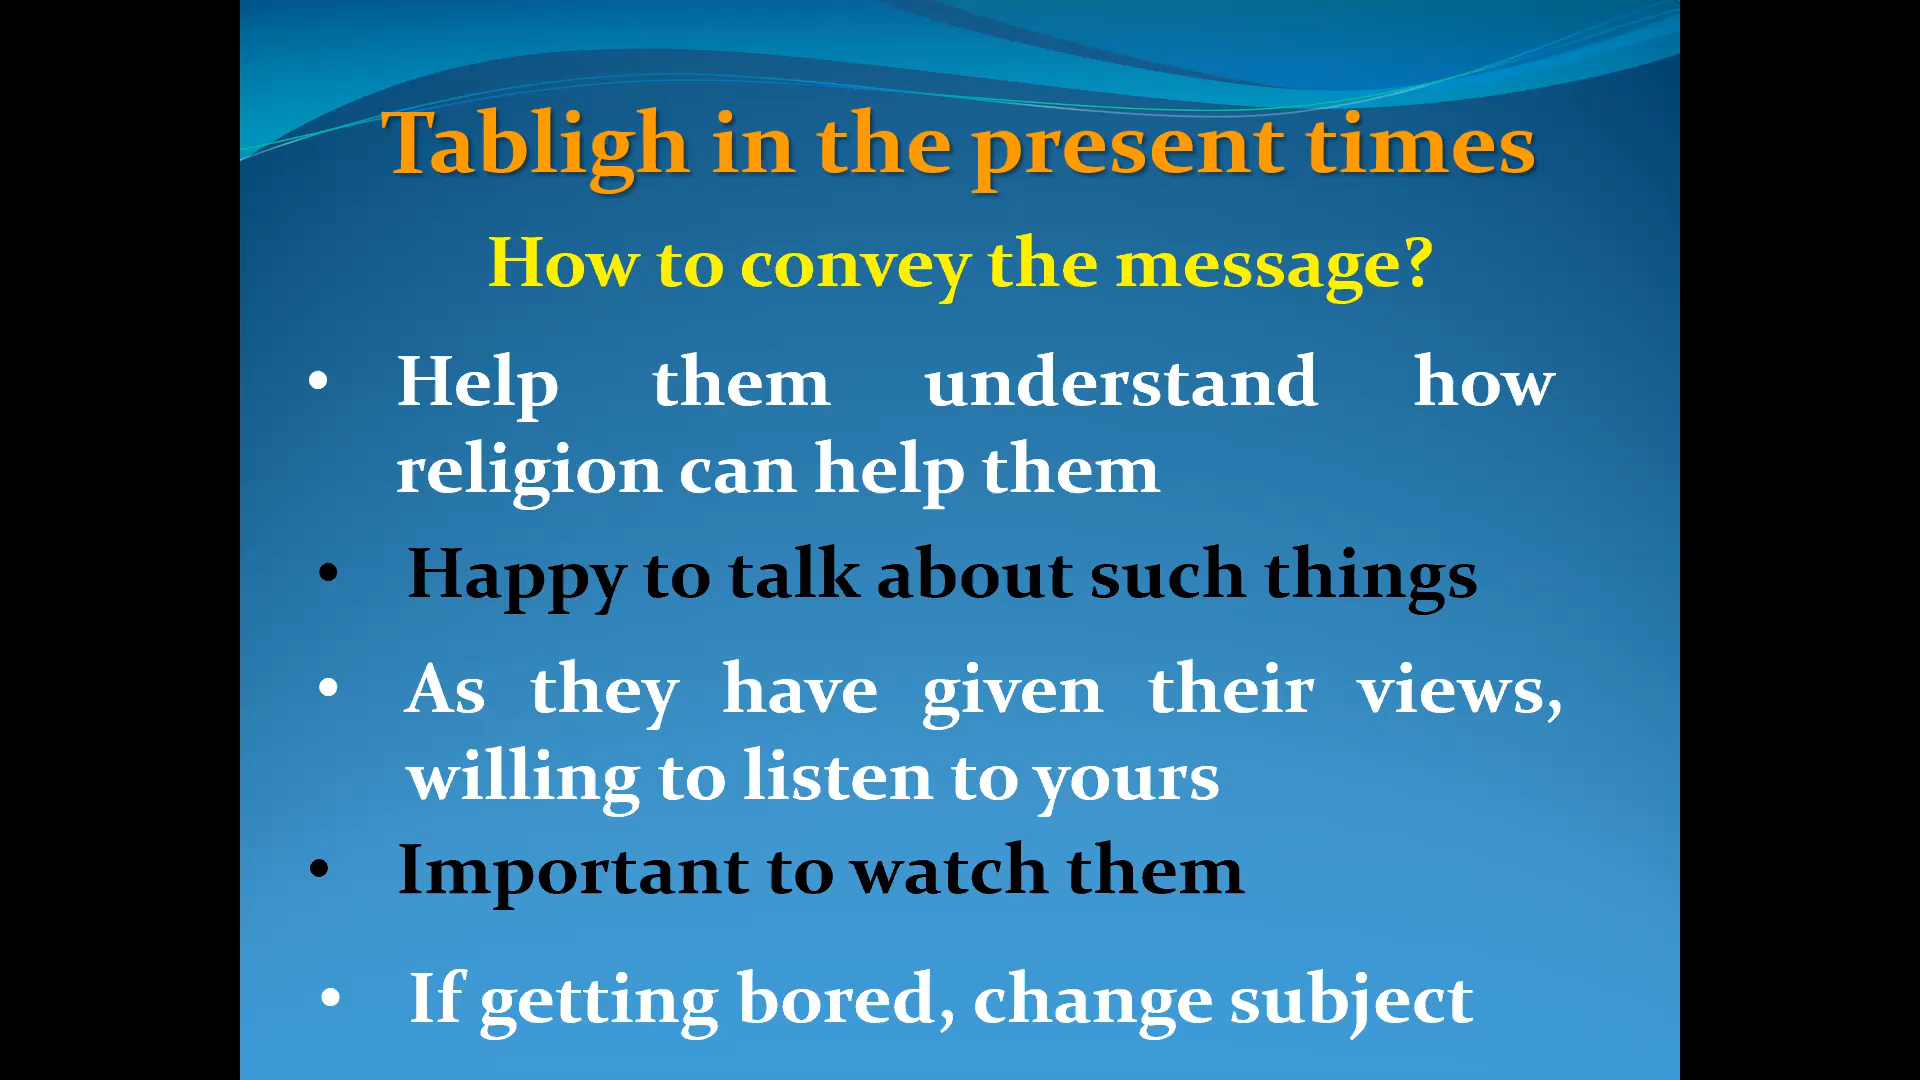 Tabligh in the present times
How to convey the message?
• Help them understand how
religion can help them
• Happy to talk about such things
• As they have given their views,
willing to listen to yours
• Important to watch them
• If getting bored, change subject